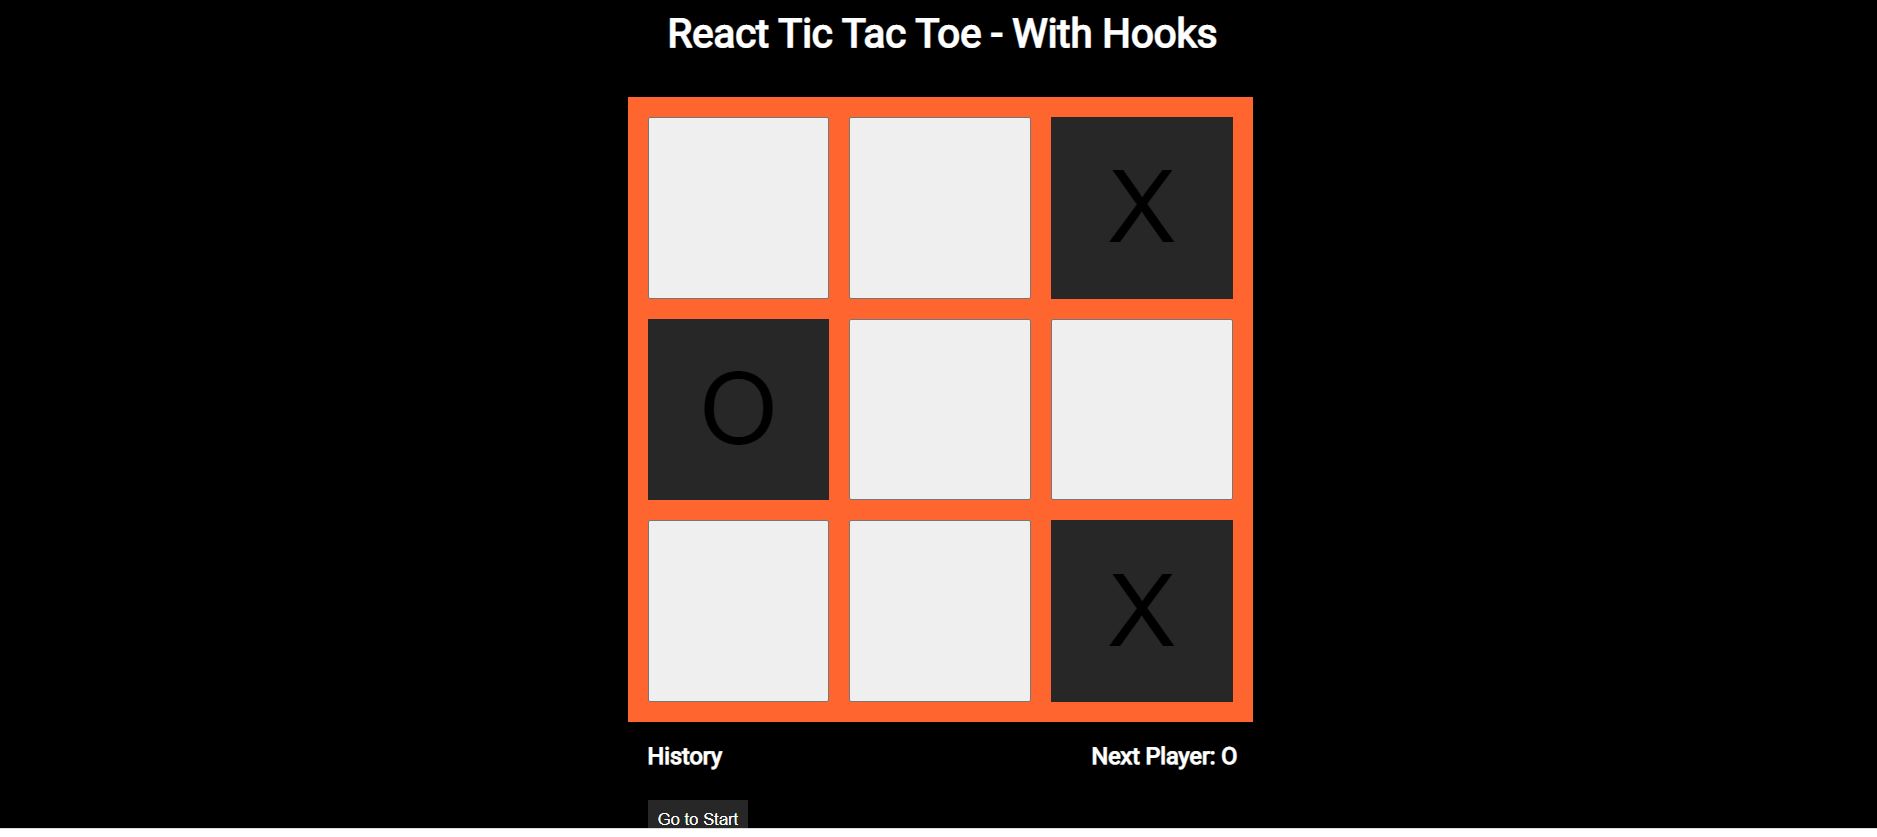 React Tic Tac Toe - With Hooks
X
O
X
History
Next Player: O
Go to Start